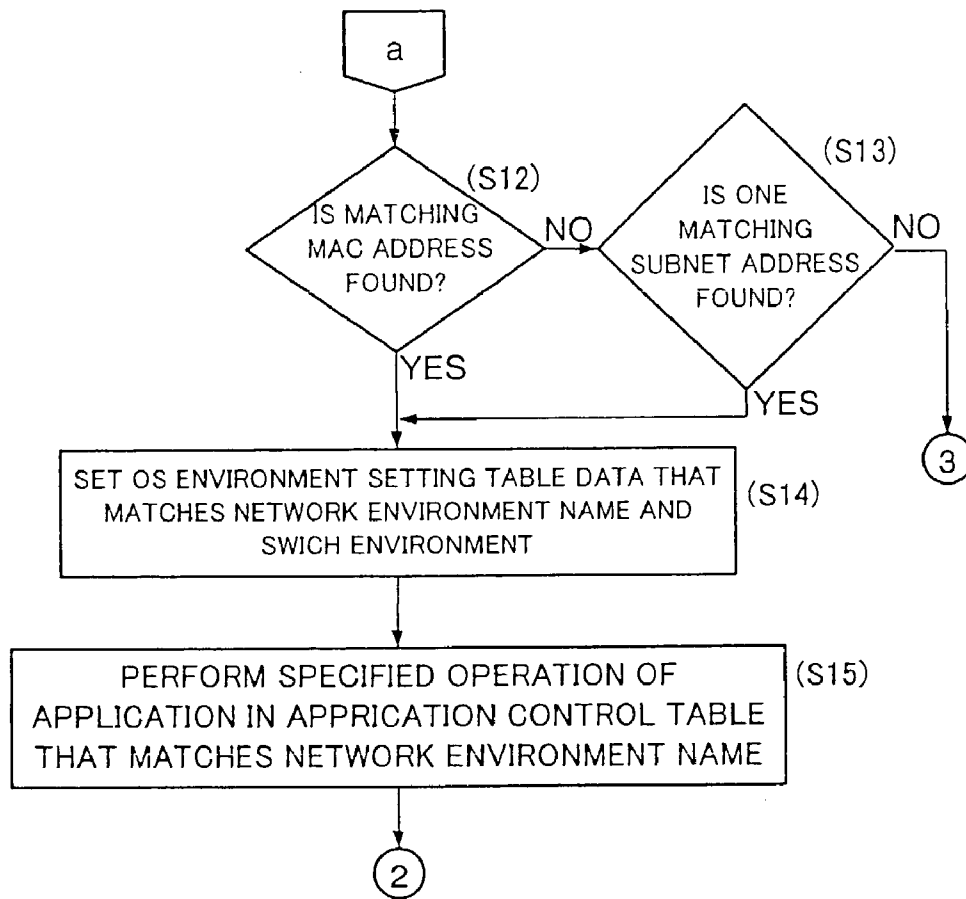 a
(S12)
IS MATCHING
MAC ADDRESS
FOUND?
NO
YES
(S13)
IS ONE
MATCHING
SUBNET ADDRESS
FOUND?
NO
YES
3
SET OS ENVIRONMENT SETTING TABLE DATA THAT
MATCHES NETWORK ENVIRONMENT NAME AND
SWICH ENVIRONMENT
(S14)
PERFORM SPECIFIED OPERATION OF
APPLICATION IN APPRICATION CONTROL TABLE
THAT MATCHES NETWORK ENVIRONMENT NAME
(S15)
2